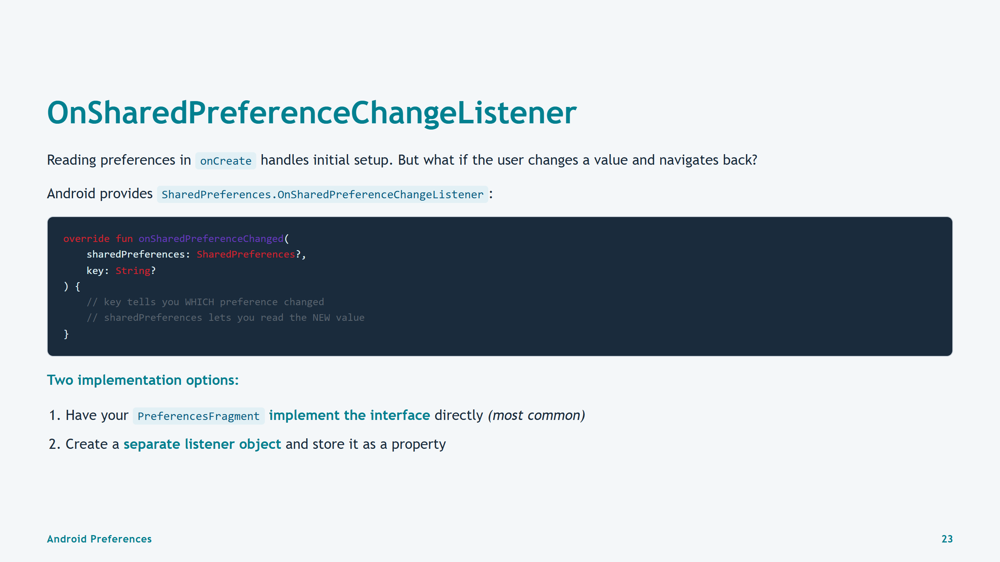 OnSharedPreferenceChangeListener
Reading preferences in onCreate handles initial setup. But what if the user changes a value and navigates back?
Android provides SharedPreferences.OnSharedPreferenceChangeListener:
override fun onSharedPreferenceChanged(
    sharedPreferences: SharedPreferences?,
    key: String?
) {
    // key tells you WHICH preference changed
    // sharedPreferences lets you read the NEW value
}
Two implementation options:
1. Have your PreferencesFragment implement the interface directly (most common)
2. Create a separate listener object and store it as a property
Android Preferences
23